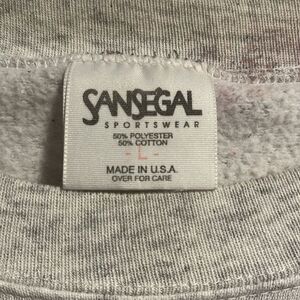 SANSEGAL
SPORTSWEAR
50% POLYESTER
50% COTTON
- L -
MADE IN U.S.A.
OVER FOR CARE